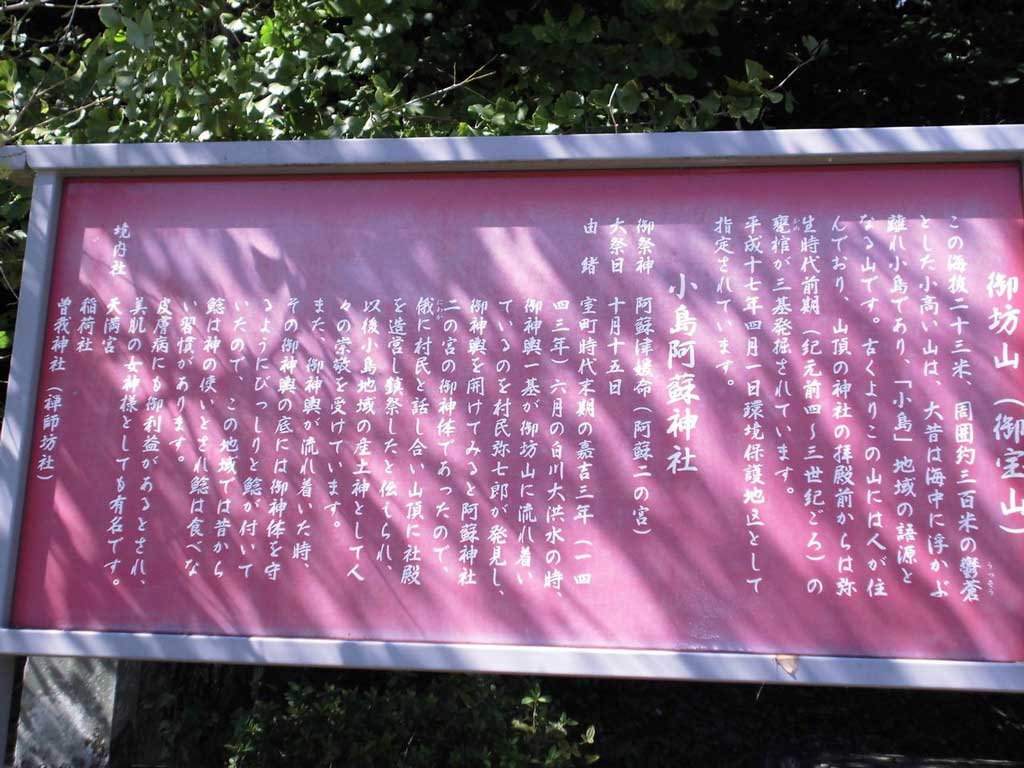 御坊山（御宝山）
この海抜二十三米、周囲約三百米の鬱蒼
うっそう
とした小高い山は、大昔は海中に浮かぶ
離れ小島であり、「小島」地域の語源と
なる山です。古くよりこの山には人が住
んでおり、山頂の神社の拝殿前からは弥
生時代前期（紀元前四～三世紀ごろ）の
甕棺が三基発掘されています。
平成十七年四月一日環境保護地区として
指定されています。
小島阿蘇神社
御祭神 阿蘇津媛命（阿蘇二の宮）
大祭日 十月十五日
由緒 室町時代末期の嘉吉三年（一四
四三年）六月の白川大洪水の時、
御神輿一基が御坊山に流れ着い
ているのを村民弥七郎が発見し、
御神輿を開けてみると阿蘇神社
二の宮の御神体であったので、
俄に村民と話し合い山頂に社殿
にわか
を造営し鎮祭したと伝えられ、
以後小島地域の産土神として人
々の崇敬を受けています。
また、御神輿が流れ着いた時、
その御神輿の底には御神体を守
るようにびっしりと鯰が付いて
いたので、この地域では昔から
鯰は神の使いとされ鯰は食べな
い習慣があります。
皮膚病にも御利益があるとされ、
美肌の女神様としても有名です。
境内社 天満宮
稲荷社
曽我神社（禅師坊社）